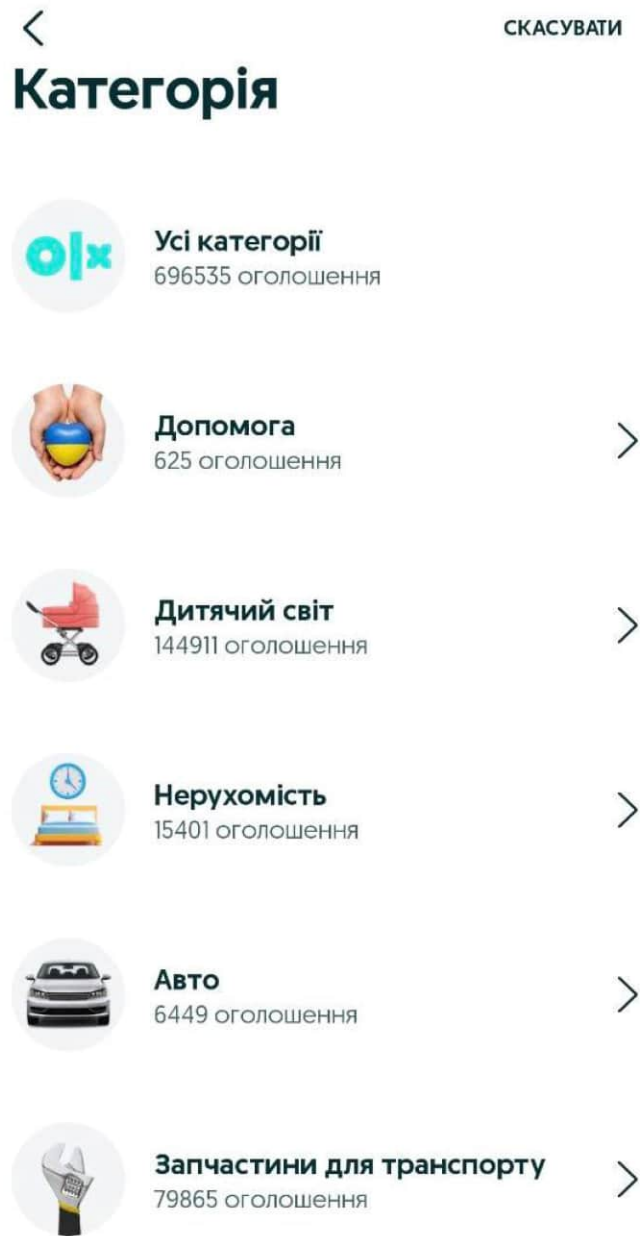 СКАСУВАТИ
Категорія
olx
Усі категорії
696535 оголошення
Допомога
625 оголошення
Дитячий світ
144911 оголошення
Нерухомість
15401 оголошення
Авто
6449 оголошення
Запчастини для транспорту
79865 оголошення